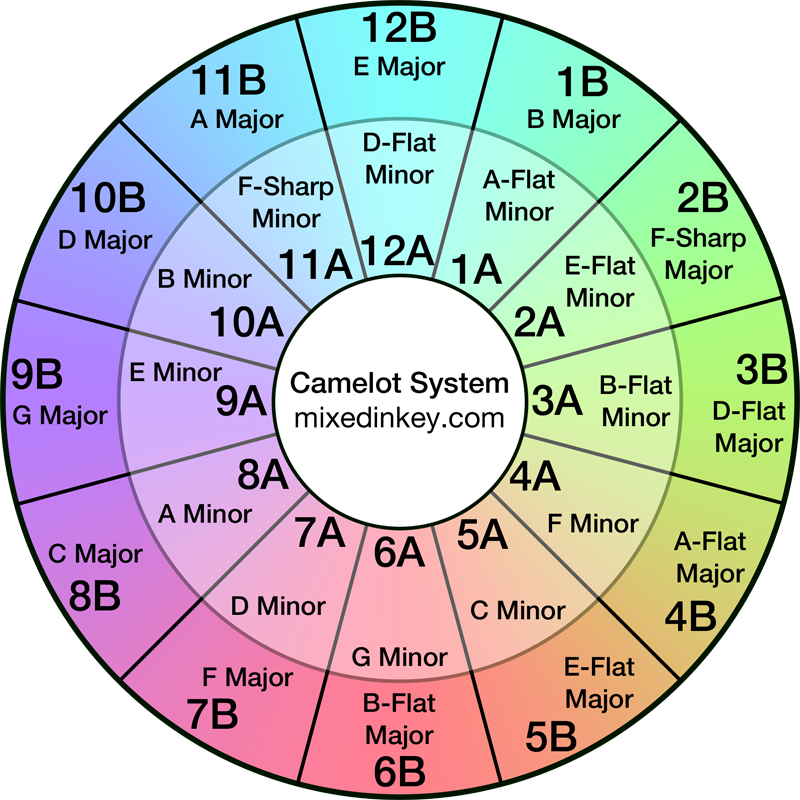 12B
E Major
1B
B Major
2B
F-Sharp
Major
3B
D-Flat
Major
A-Flat
Major
4B
E-Flat
Major
5B
B-Flat
Major
6B
F Major
7B
C Major
8B
9B
G Major
10B
D Major
11B
A Major
D-Flat
Minor
12A
A-Flat
Minor
1A
E-Flat
Minor
2A
3A
B-Flat
Minor
4A
F Minor
5A
C Minor
6A
G Minor
7A
D Minor
8A
A Minor
E Minor
9A
B Minor
10A
F-Sharp
Minor
11A
Camelot System
mixedinkey.com